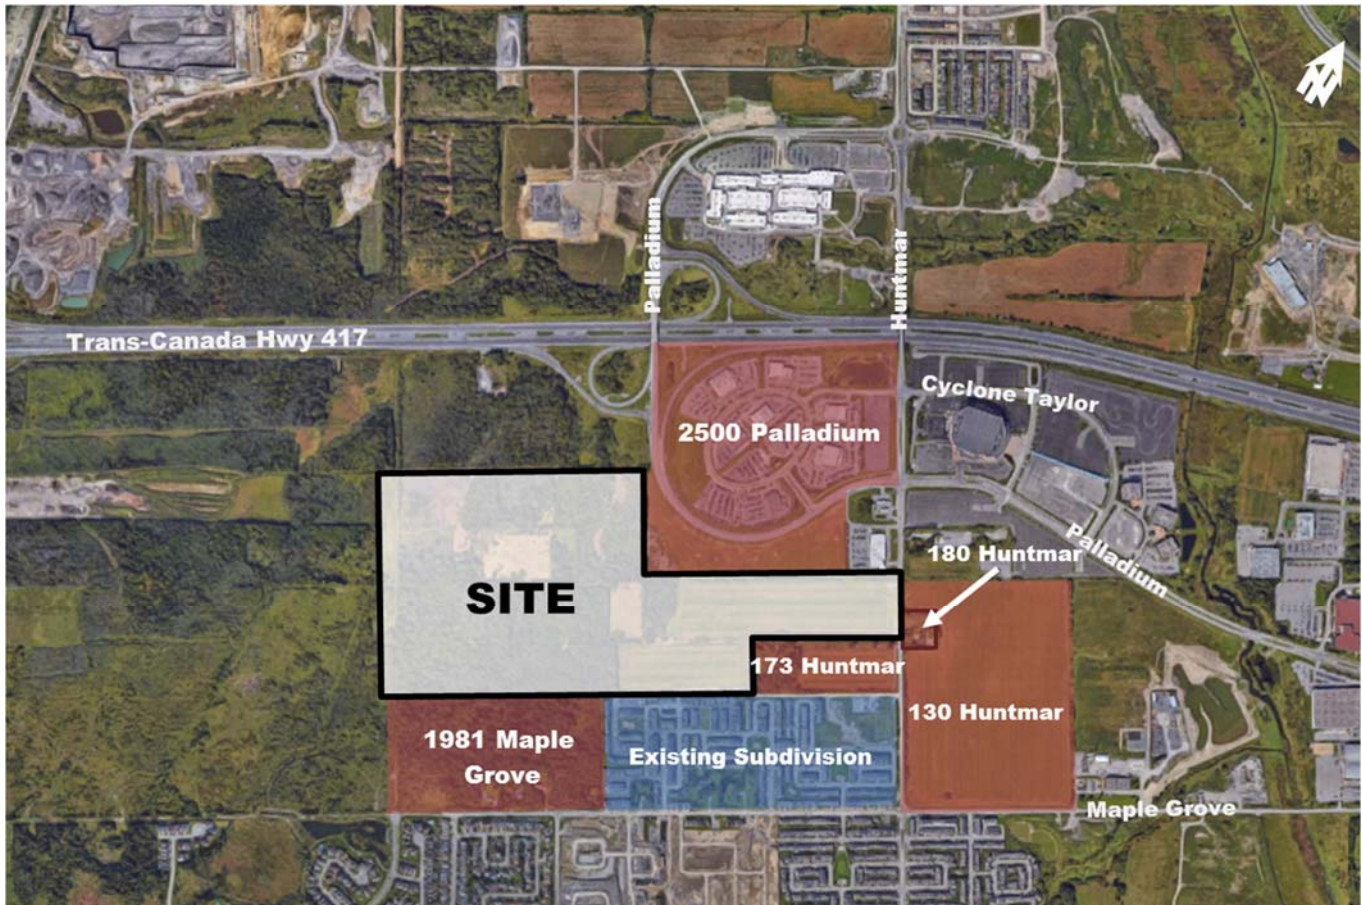 Palladium
Huntmar
Trans-Canada Hwy 417
Cyclone Taylor
2500 Palladium
Palladium
180 Huntmar
SITE
173 Huntmar
130 Huntmar
1981 Maple
Grove
Existing Subdivision
Maple Grove
N